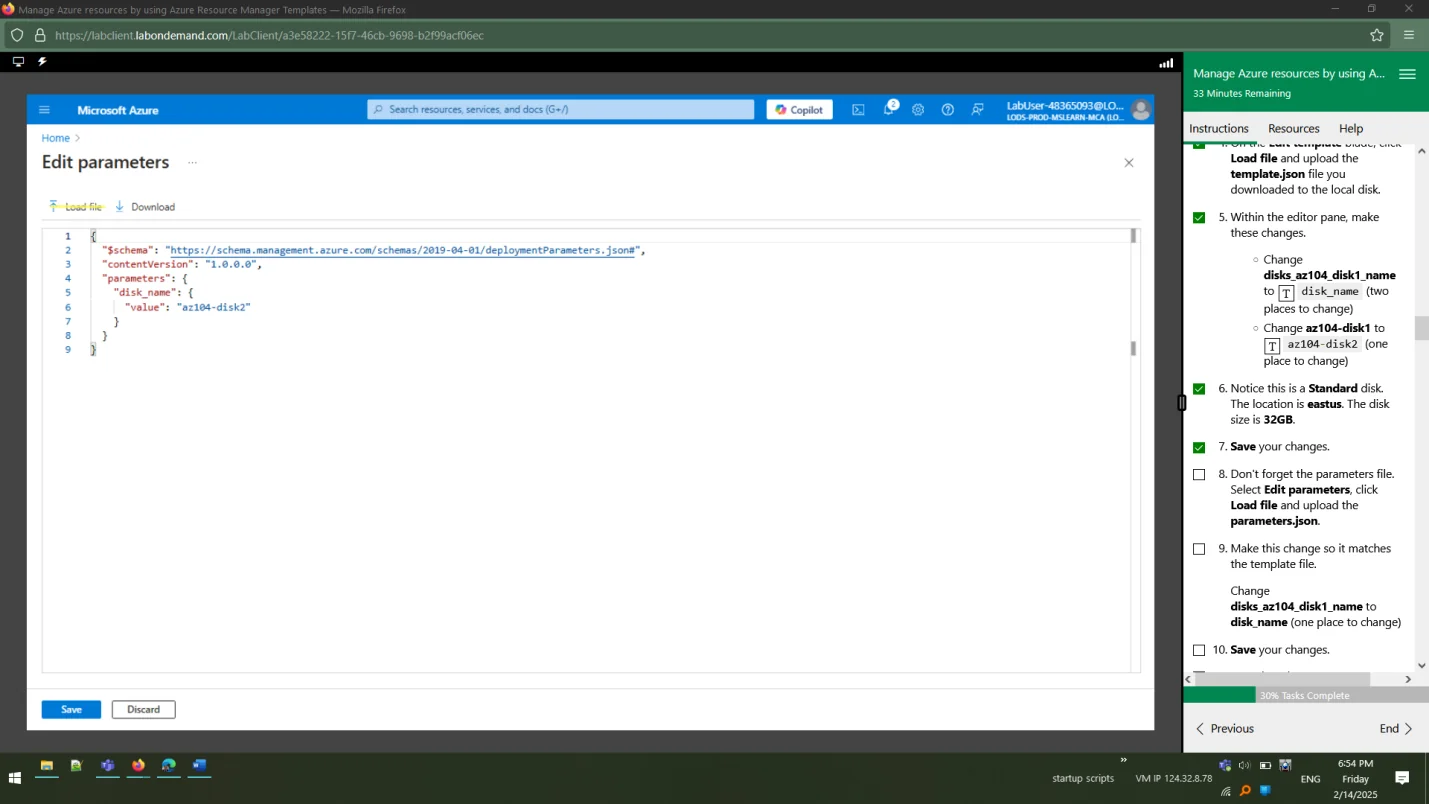 Manage Azure resources by using Azure Resource Manager Templates — Mozilla Firefox
https://labclient.labondemand.com/LabClient/a3e58222-15f7-46cb-9698-b2f99acf06ec
Microsoft Azure
Search resources, services, and docs (G+/)
Copilot
2
LabUser-48365093@LO...
LODS-PROD-MSLEARN-MCA (LO...
Home >
Edit parameters ...
Load file
Download
1 {
2 "$schema": "https://schema.management.azure.com/schemas/2019-04-01/deploymentParameters.json#",
3 "contentVersion": "1.0.0.0",
4 "parameters": {
5 "disk_name": {
6 "value": "az104-disk2"
7 }
8 }
9 }
Save
Discard
Manage Azure resources by using A...
33 Minutes Remaining
Instructions
Resources
Help
4. On the Edit template blade, click
Load file and upload the
template.json file you
downloaded to the local disk.
5. Within the editor pane, make
these changes.
Change
disks_az104_disk1_name
to T disk_name (two
places to change)
Change az104-disk1 to
T az104-disk2 (one
place to change)
6. Notice this is a Standard disk.
The location is eastus. The disk
size is 32GB.
7. Save your changes.
8. Don't forget the parameters file.
Select Edit parameters, click
Load file and upload the
parameters.json.
9. Make this change so it matches
the template file.
Change
disks_az104_disk1_name to
disk_name (one place to change)
10. Save your changes.
30% Tasks Complete
Previous
End
startup scripts
VM IP 124.32.8.78
ENG
6:54 PM
Friday
2/14/2025